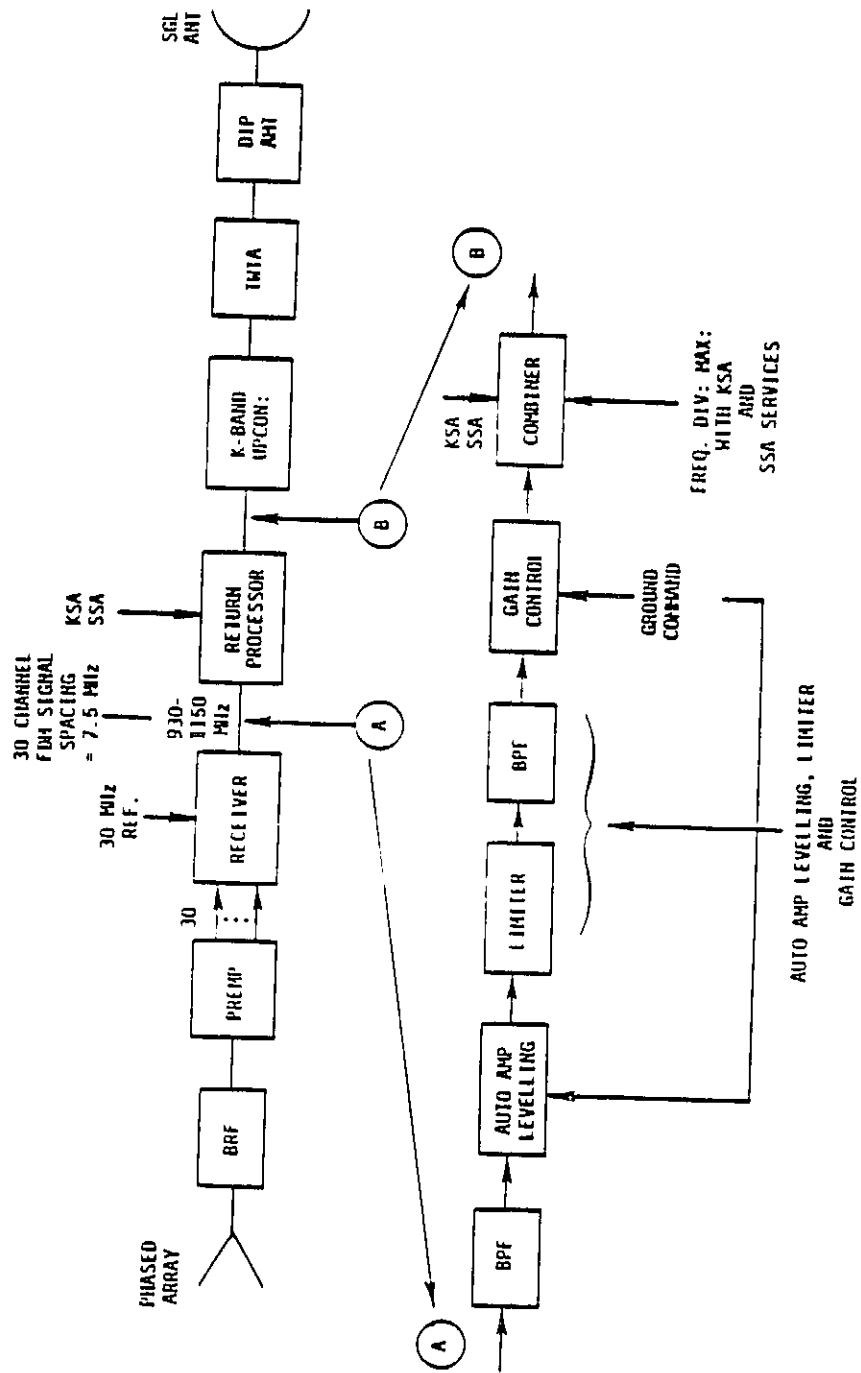 PHASED
ARRAY
BRF
PREMP
30
30 MHz
REF.
RECEIVER
30 CHANNEL
FDM SIGNAL
SPACING
= 7.5 MHz
930-
1150
MHz
A
KSA
SSA
RETURN
PROCESSOR
B
K-BAND
UPCON:
TWTA
DIP
ANT
SGL
ANT
A
BPF
AUTO AMP
LEVELLING
LIMITER
BPF
GAIN
CONTROL
GROUND
COMMAND
KSA
SSA
COMBINER
B
FREQ. DIV: MAX:
WITH KSA
AND
SSA SERVICES
AUTO AMP LEVELLING, LIMITER
AND
GAIN CONTROL